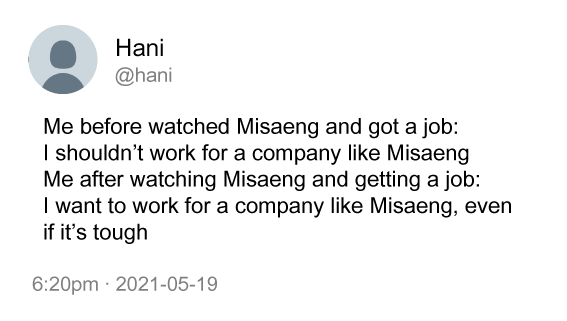 Hani
@hani
Me before watched Misaeng and got a job:
I shouldn't work for a company like Misaeng
Me after watching Misaeng and getting a job:
I want to work for a company like Misaeng, even
if it's tough
6:20pm · 2021-05-19